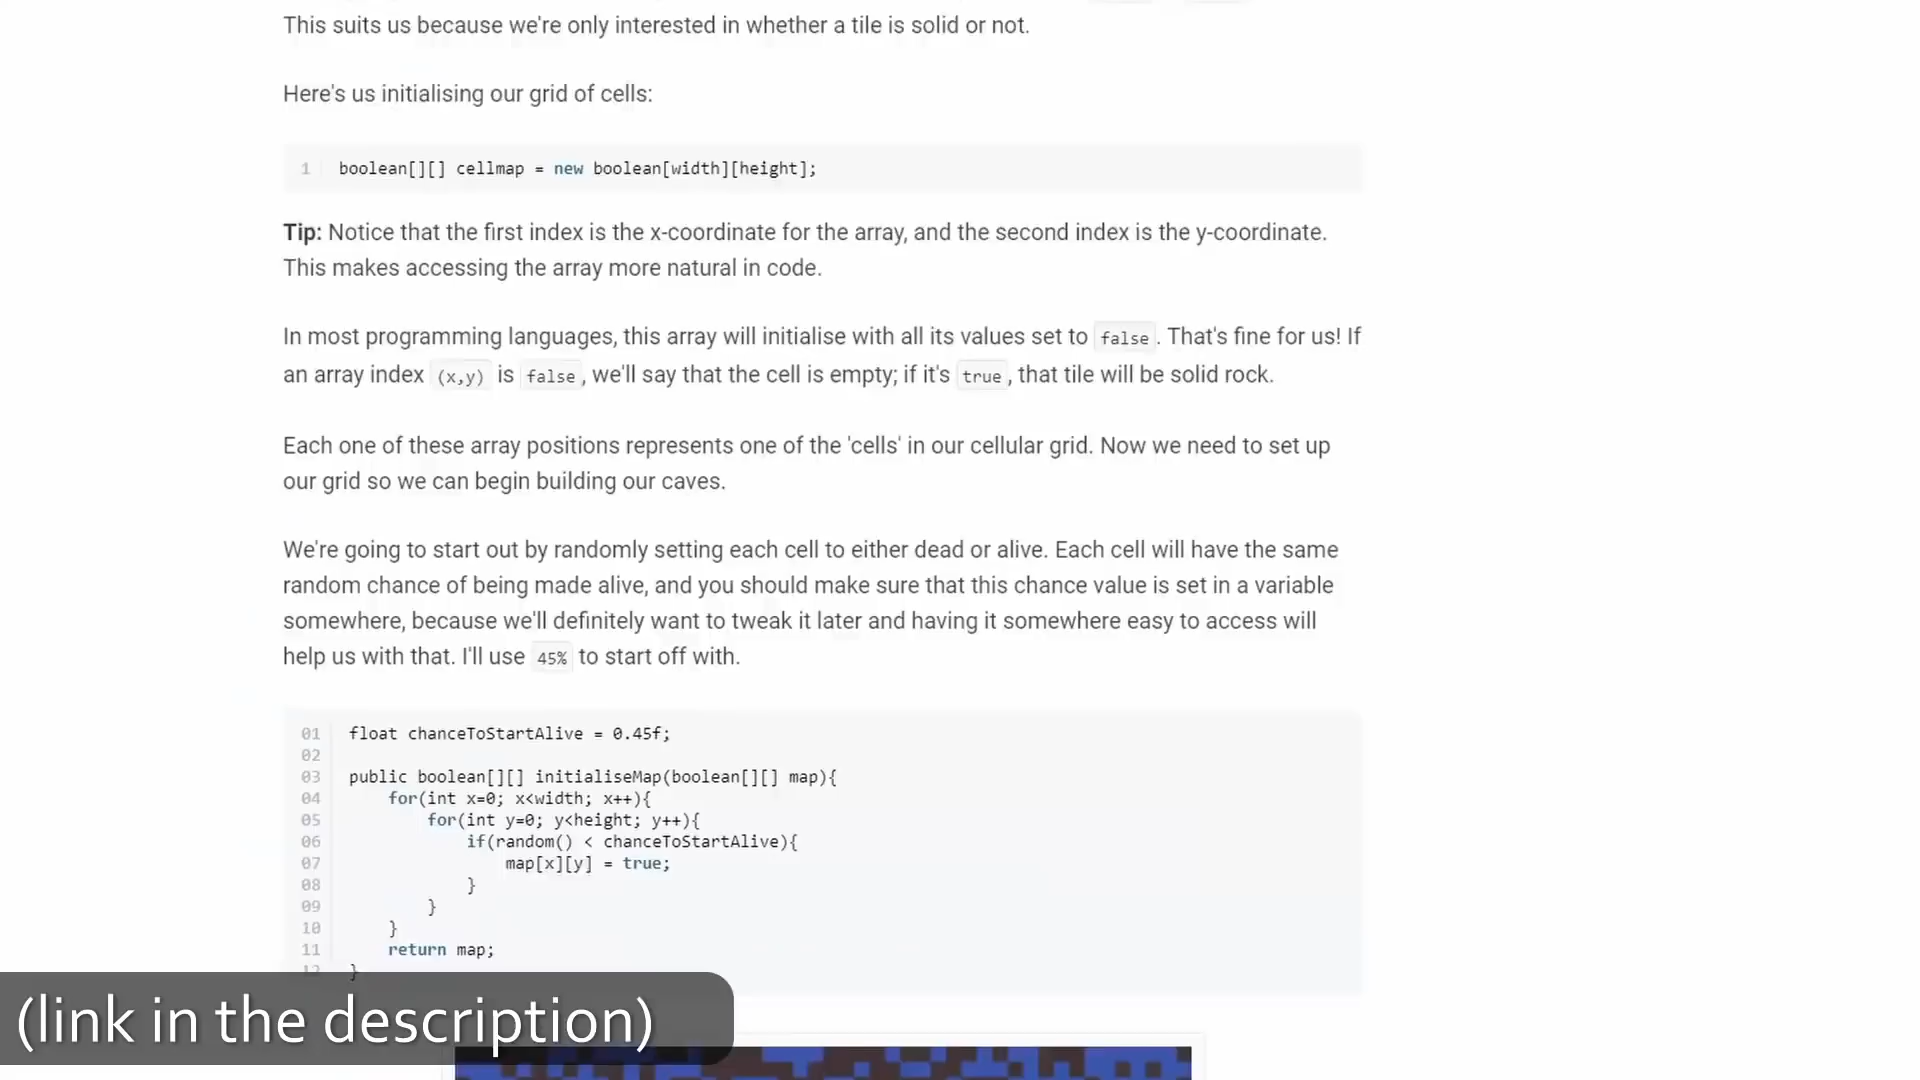 This suits us because we're only interested in whether a tile is solid or not.
Here's us initialising our grid of cells:
1 boolean[][] cellmap = new boolean[width][height];
Tip: Notice that the first index is the x-coordinate for the array, and the second index is the y-coordinate.
This makes accessing the array more natural in code.
In most programming languages, this array will initialise with all its values set to false . That's fine for us! If
an array index (x,y) is false , we'll say that the cell is empty; if it's true , that tile will be solid rock.
Each one of these array positions represents one of the 'cells' in our cellular grid. Now we need to set up
our grid so we can begin building our caves.
We're going to start out by randomly setting each cell to either dead or alive. Each cell will have the same
random chance of being made alive, and you should make sure that this chance value is set in a variable
somewhere, because we'll definitely want to tweak it later and having it somewhere easy to access will
help us with that. I'll use 45% to start off with.
01 float chanceToStartAlive = 0.45f;
02
03 public boolean[][] initialiseMap(boolean[][] map){
04     for(int x=0; x<width; x++){
05         for(int y=0; y<height; y++){
06             if(random() < chanceToStartAlive){
07                 map[x][y] = true;
08             }
09         }
10     }
11     return map;
12 }
(link in the description)